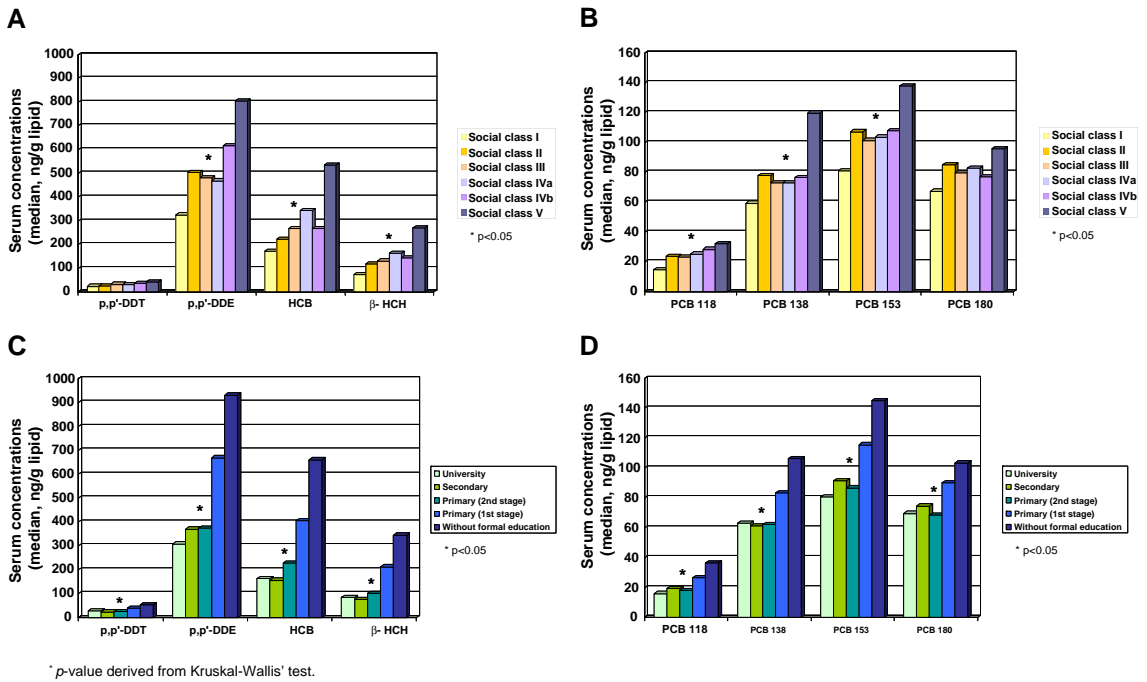 A
Serum concentrations
(median, ng/g lipid)
1000
900
800
700
600
500
400
300
200
100
0
*
*
*
p,p'-DDT
p,p'-DDE
HCB
β- HCH
Social class I
Social class II
Social class III
Social class IVa
Social class IVb
Social class V
* p<0.05
B
Serum concentrations
(median, ng/g lipid)
160
140
120
100
80
60
40
20
0
*
*
*
PCB 118
PCB 138
PCB 153
PCB 180
Social class I
Social class II
Social class III
Social class IVa
Social class IVb
Social class V
* p<0.05
C
Serum concentrations
(median, ng/g lipid)
1000
900
800
700
600
500
400
300
200
100
0
*
*
*
*
p,p'-DDT
p,p'-DDE
HCB
β- HCH
University
Secondary
Primary (2nd stage)
Primary (1st stage)
Without formal education
* p<0.05
D
Serum concentrations
(median, ng/g lipid)
160
140
120
100
80
60
40
20
0
*
*
*
*
PCB 118
PCB 138
PCB 153
PCB 180
University
Secondary
Primary (2nd stage)
Primary (1st stage)
Without formal education
* p<0.05
* p-value derived from Kruskal-Wallis' test.